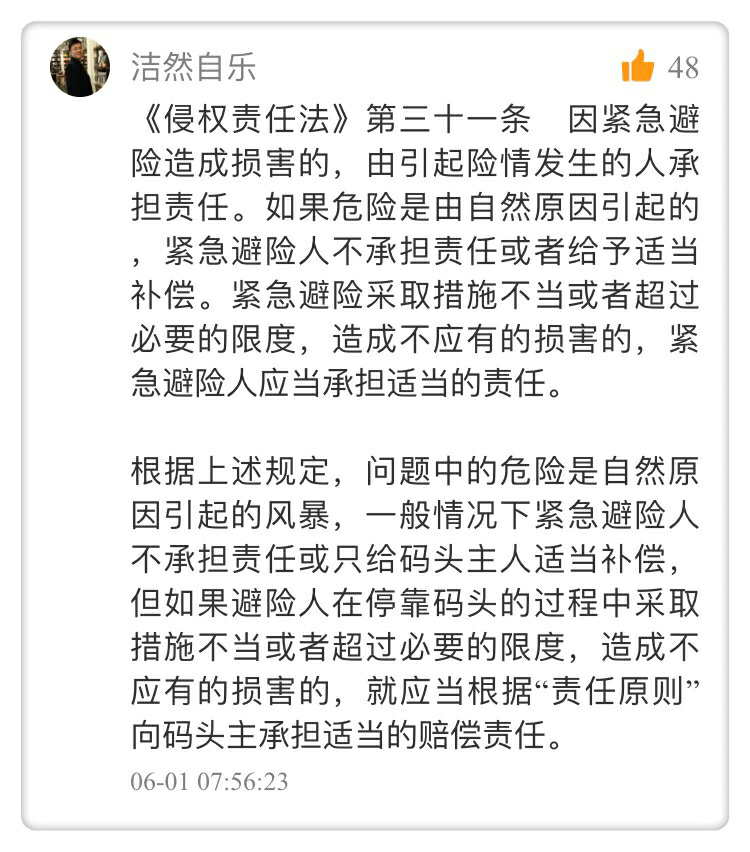 洁然自乐
48
《侵权责任法》第三十一条　因紧急避
险造成损害的，由引起险情发生的人承
担责任。如果危险是由自然原因引起的
，紧急避险人不承担责任或者给予适当
补偿。紧急避险采取措施不当或者超过
必要的限度，造成不应有的损害的，紧
急避险人应当承担适当的责任。
根据上述规定，问题中的危险是自然原
因引起的风暴，一般情况下紧急避险人
不承担责任或只给码头主人适当补偿，
但如果避险人在停靠码头的过程中采取
措施不当或者超过必要的限度，造成不
应有的损害的，就应当根据“责任原则”
向码头主承担适当的赔偿责任。
06-01 07:56:23